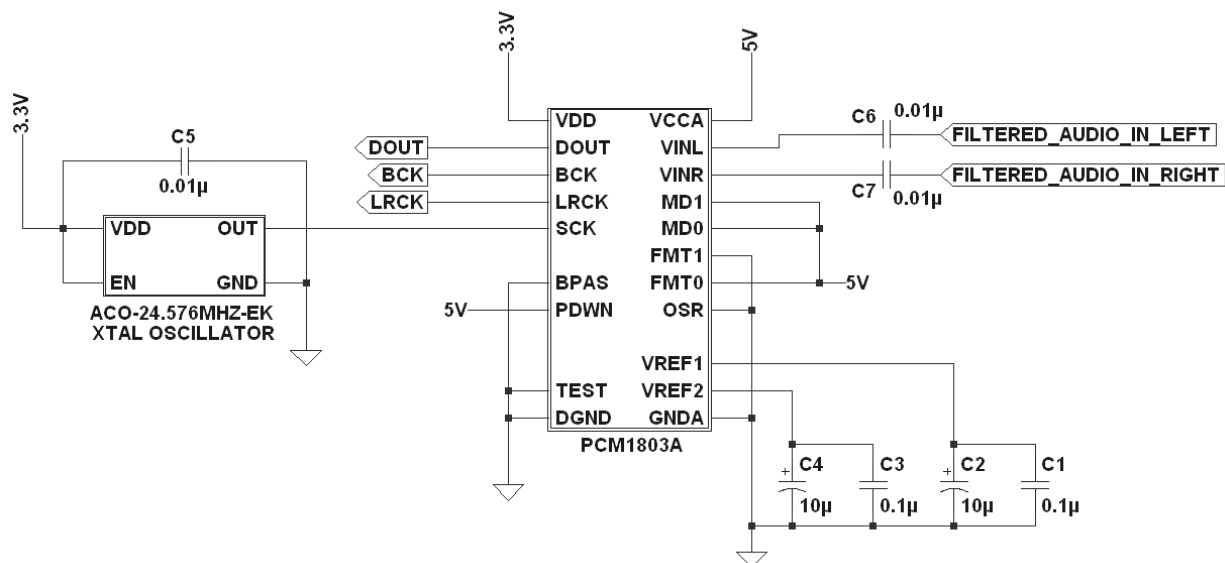 3.3V
5V
3.3V
C5
0.01µ
VDD
OUT
EN
GND
ACO-24.576MHZ-EK
XTAL OSCILLATOR
DOUT
BCK
LRCK
5V
VDD
DOUT
BCK
LRCK
SCK
BPAS
PDWN
TEST
DGND
VCCA
VINL
VINR
MD1
MD0
FMT1
FMT0
OSR
VREF1
VREF2
GNDA
PCM1803A
C6
0.01µ
FILTERED_AUDIO_IN_LEFT
FILTERED_AUDIO_IN_RIGHT
C7
0.01µ
5V
C4
10µ
C3
0.1µ
C2
10µ
C1
0.1µ